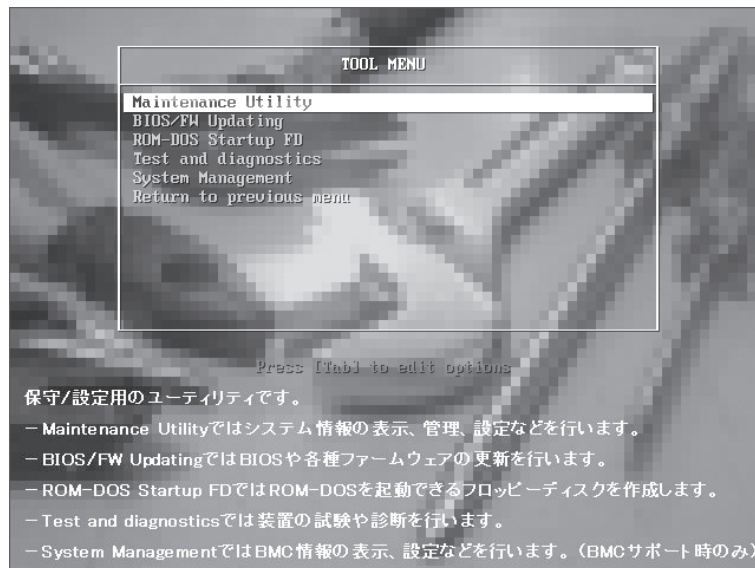 TOOL MENU
Maintenance Utility
BIOS/FW Updating
ROM-DOS Startup FD
Test and diagnostics
System Management
Return to previous menu
Press [Tab] to edit options
保守/設定用のユーティリティです。
－Maintenance Utilityではシステム情報の表示、管理、設定などを行います。
－BIOS/FW UpdatingではBIOSや各種ファームウェアの更新を行います。
－ROM-DOS Startup FDではROM-DOSを起動できるフロッピーディスクを作成します。
－Test and diagnosticsでは装置の試験や診断を行います。
－System ManagementではBMC情報の表示、設定などを行います。（BMCサポート時のみ）